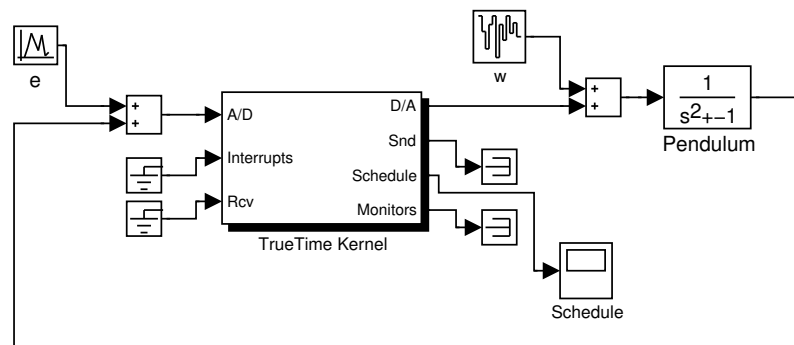 e
w
+
+
+
+
1
s2+-1
Pendulum
A/D
Interrupts
Rcv
D/A
Snd
Schedule
Monitors
TrueTime Kernel
Schedule